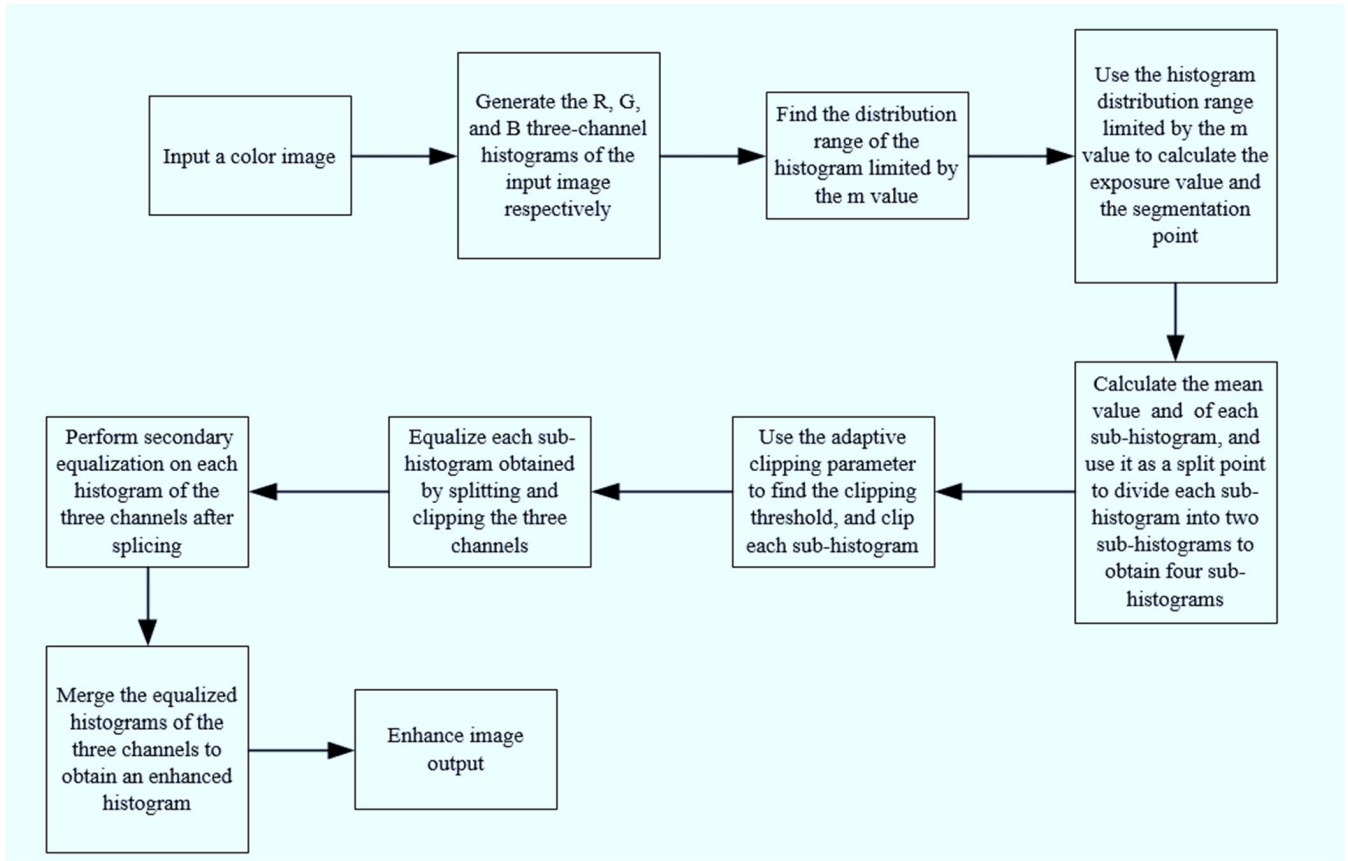 Input a color image
Generate the R, G,
and B three-channel
histograms of the
input image
respectively
Find the distribution
range of the
histogram limited by
the m value
Use the histogram
distribution range
limited by the m
value to calculate the
exposure value and
the segmentation
point
Calculate the mean
value and of each
sub-histogram, and
use it as a split point
to divide each sub-
histogram into two
sub-histograms to
obtain four sub-
histograms
Use the adaptive
clipping parameter
to find the clipping
threshold, and clip
each sub-histogram
Equalize each sub-
histogram obtained
by splitting and
clipping the three
channels
Perform secondary
equalization on each
histogram of the
three channels after
splicing
Merge the equalized
histograms of the
three channels to
obtain an enhanced
histogram
Enhance image
output